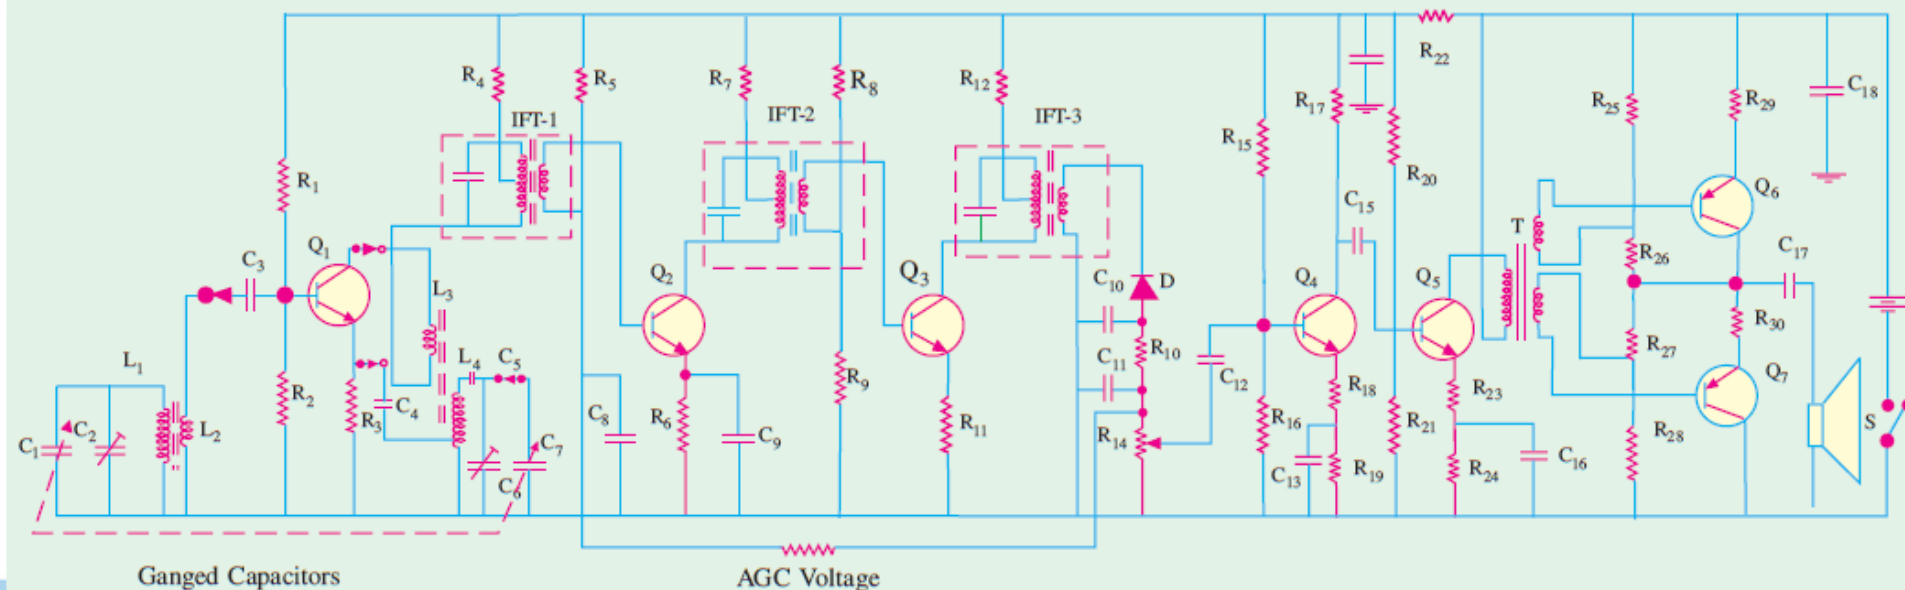 R4
R5
R7
R8
R12
R22
R17
R25
R29
C18
IFT-1
IFT-2
IFT-3
R15
R1
R20
Q6
C15
T
C3
Q1
Q2
Q3
C10
D
Q4
Q5
R26
C17
L3
R30
L1
L4
C5
C11
R10
C12
R27
Q7
R2
R3
C4
R9
R18
R23
C1
C2
L2
C7
C8
R6
C9
R11
R14
R16
R21
R28
S
C6
C13
R19
R24
C16
Ganged Capacitors
AGC Voltage